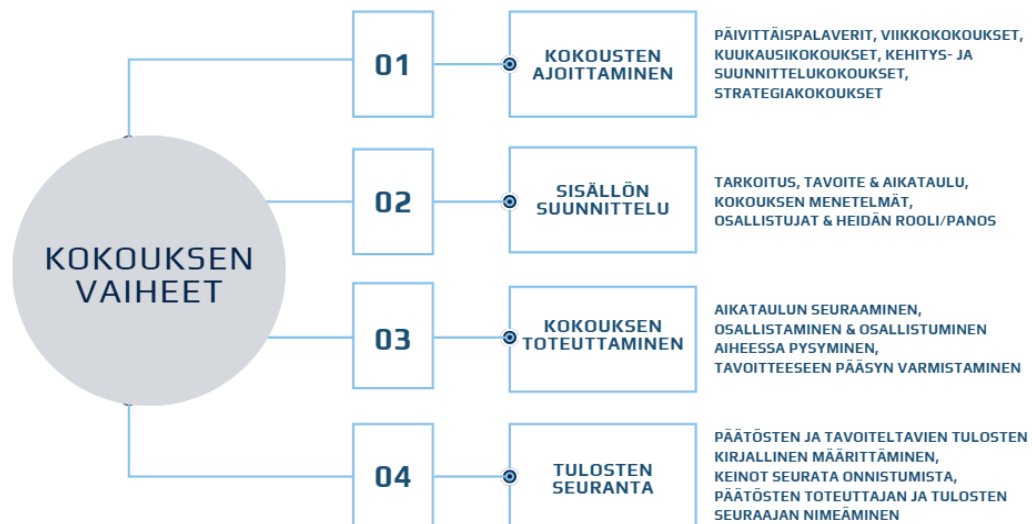 KOKOUKSEN
VAIHEET
01
KOKOUSTEN
AJOITTAMINEN
PÄIVITTÄISPALAVERIT, VIIKKOKOKOUKSET,
KUUKAUSIKOKOUKSET, KEHITYS- JA
SUUNNITTELUKOKOUKSET,
STRATEGIAKOKOUKSET
02
SISÄLLÖN
SUUNNITTELU
TARKOITUS, TAVOITE & AIKATAULU,
KOKOUKSEN MENETELMÄT,
OSALLISTUJAT & HEIDÄN ROOLI/PANOS
03
KOKOUKSEN
TOTEUTTAMINEN
AIKATAULUN SEURAAMINEN,
OSALLISTAMINEN & OSALLISTUMINEN
AIHEESSA PYSYMINEN,
TAVOITTEESEEN PÄÄSYN VARMISTAMINEN
04
TULOSTEN
SEURANTA
PÄÄTÖSTEN JA TAVOITELTAVIEN TULOSTEN
KIRJALLINEN MÄÄRITTÄMINEN,
KEINOT SEURATA ONNISTUMISTA,
PÄÄTÖSTEN TOTEUTTAJAN JA TULOSTEN
SEURAAJAN NIMEÄMINEN